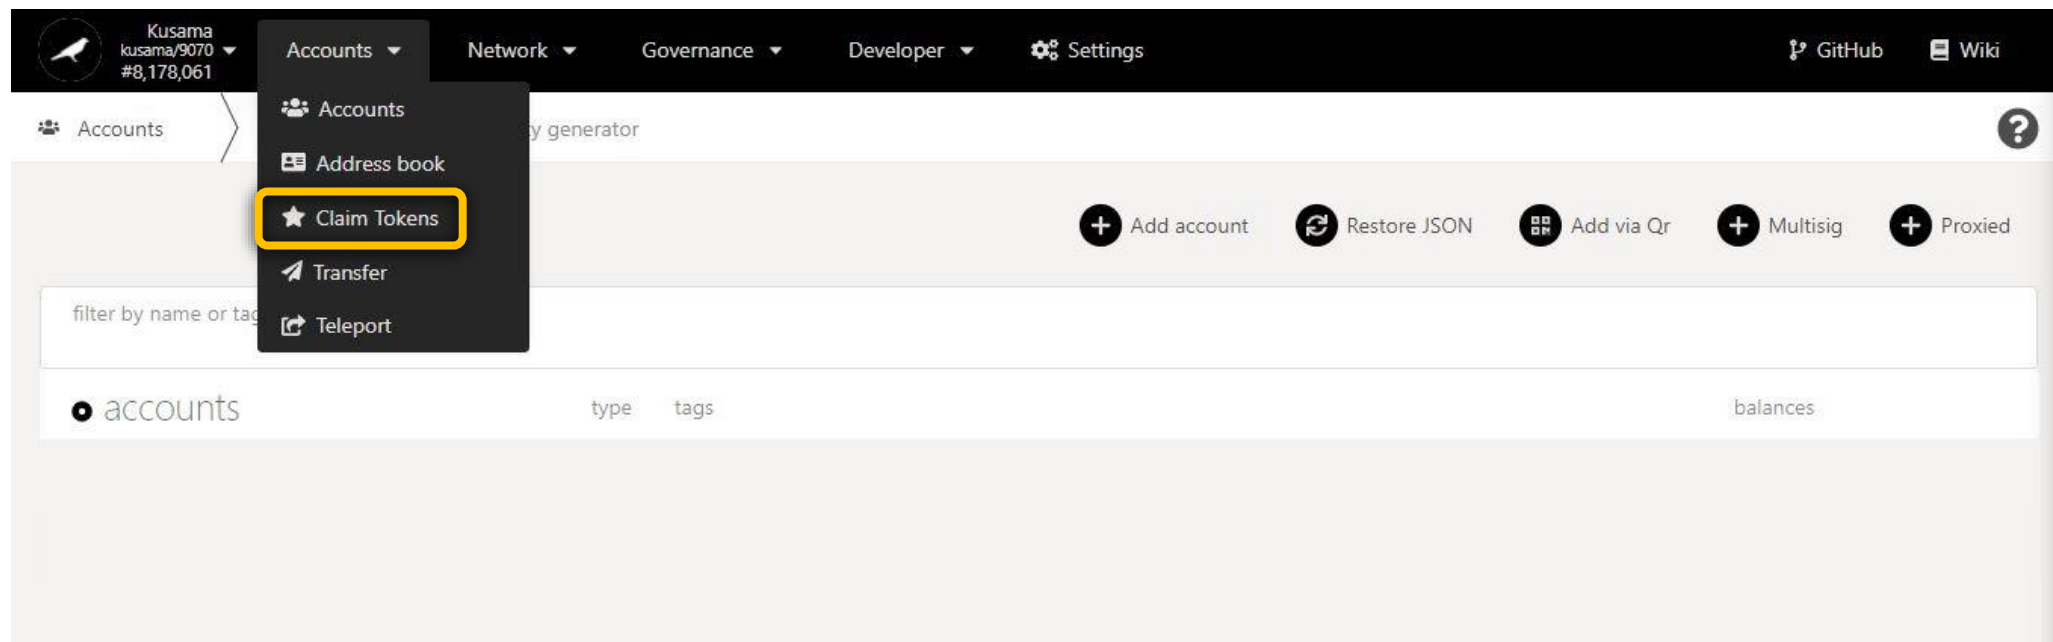 Kusama
kusama/9070
#8,178,061
Accounts
Network
Governance
Developer
Settings
GitHub
Wiki
Accounts
generator
Accounts
Address book
Claim Tokens
Transfer
Teleport
Add account
Restore JSON
Add via Qr
Multisig
Proxied
filter by name or tag
accounts
type
tags
balances